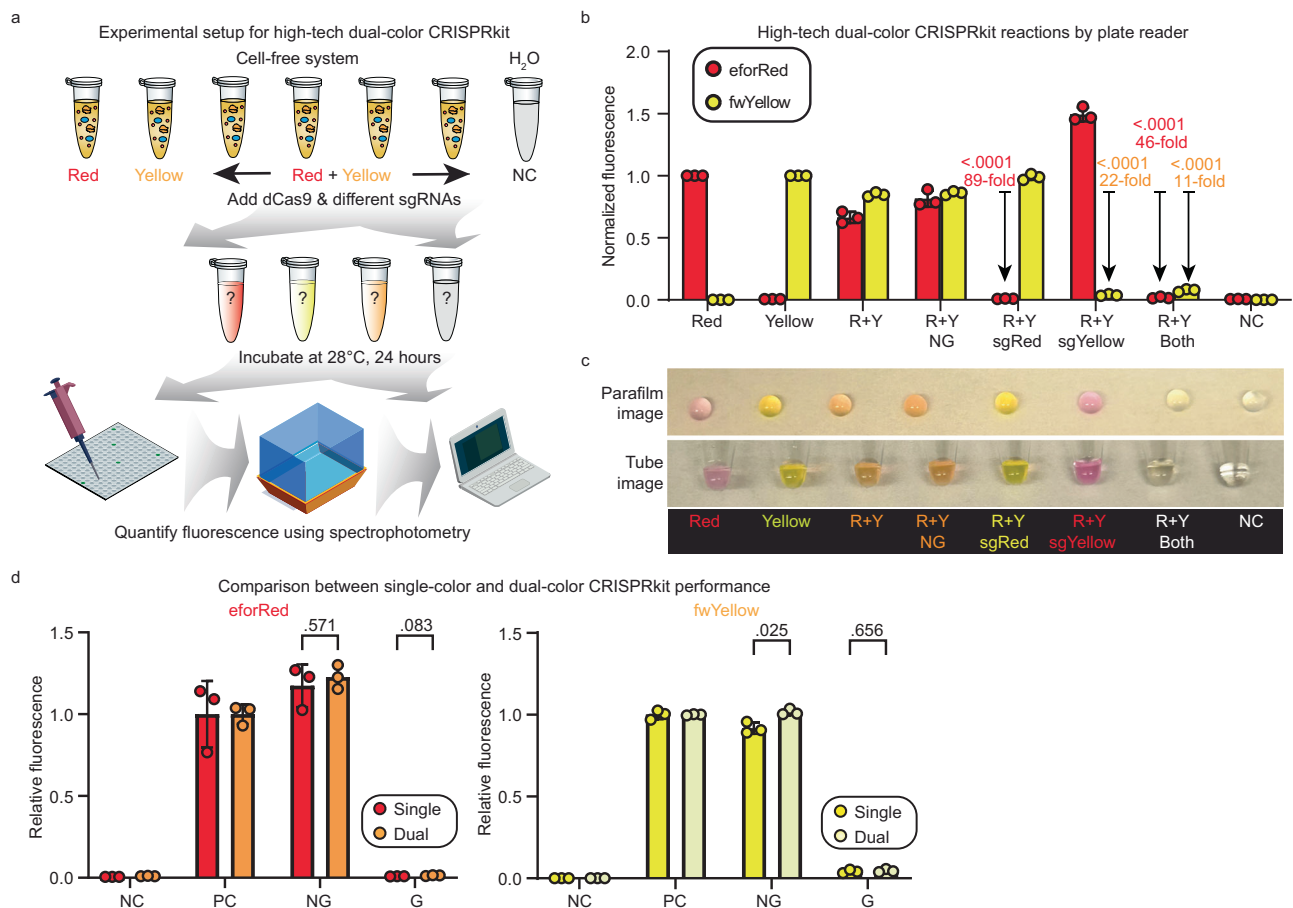 a
Experimental setup for high-tech dual-color CRISPRkit
Cell-free system
H2O
Red
Yellow
Red + Yellow
NC
Add dCas9 & different sgRNAs
? ? ? ?
Incubate at 28°C, 24 hours
Quantify fluorescence using spectrophotometry
b
High-tech dual-color CRISPRkit reactions by plate reader
Normalized fluorescence
2.0
1.5
1.0
0.5
0.0
eforRed
fwYellow
<.0001
89-fold
<.0001
22-fold
<.0001
46-fold
<.0001
11-fold
Red
Yellow
R+Y
R+Y
NG
R+Y
sgRed
R+Y
sgYellow
R+Y
Both
NC
c
Parafilm
image
Tube
image
Red
Yellow
R+Y
R+Y
NG
R+Y
sgRed
R+Y
sgYellow
R+Y
Both
NC
d
Comparison between single-color and dual-color CRISPRkit performance
eforRed
Relative fluorescence
1.5
1.0
0.5
0.0
.571
.083
Single
Dual
NC
PC
NG
G
fwYellow
Relative fluorescence
1.5
1.0
0.5
0.0
.025
.656
Single
Dual
NC
PC
NG
G